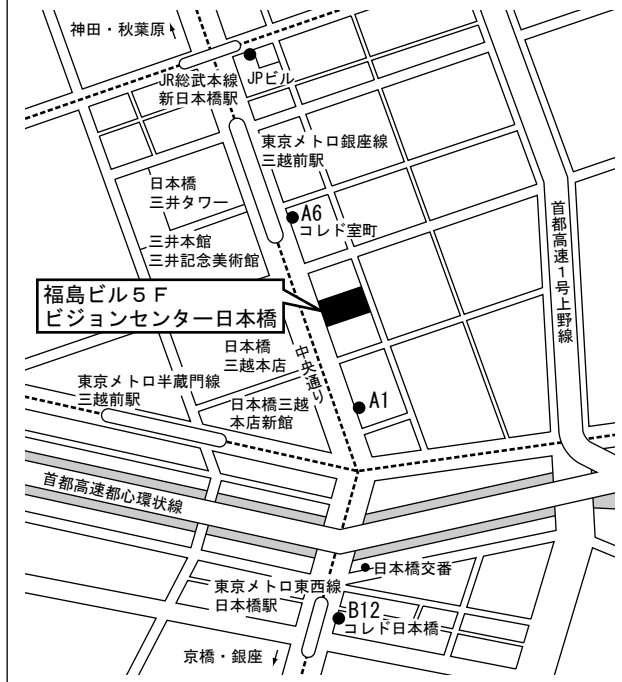 神田・秋葉原
JR総武本線
新日本橋駅
JPビル
東京メトロ銀座線
三越前駅
日本橋
三井タワー
A6
コレド室町
三井本館
三井記念美術館
首都高速1号上野線
福島ビル5F
ビジョンセンター日本橋
日本橋
三越本店
中央通り
東京メトロ半蔵門線
三越前駅
日本橋三越
本店新館
A1
首都高速都心環状線
日本橋交番
東京メトロ東西線
日本橋駅
B12
コレド日本橋
京橋・銀座